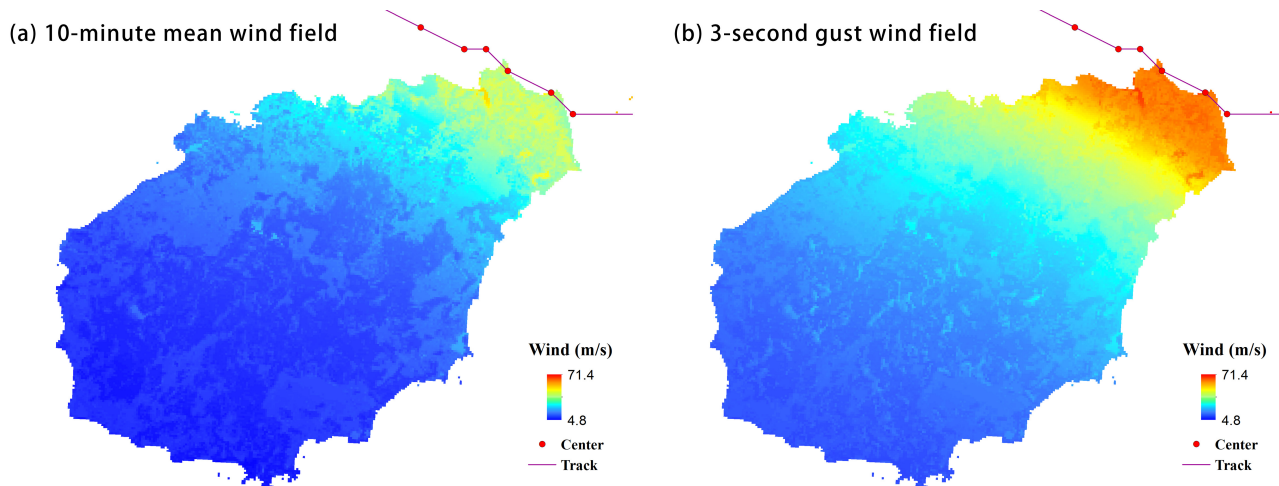 (a) 10-minute mean wind field
Wind (m/s)
71.4
4.8
Center
Track
(b) 3-second gust wind field
Wind (m/s)
71.4
4.8
Center
Track